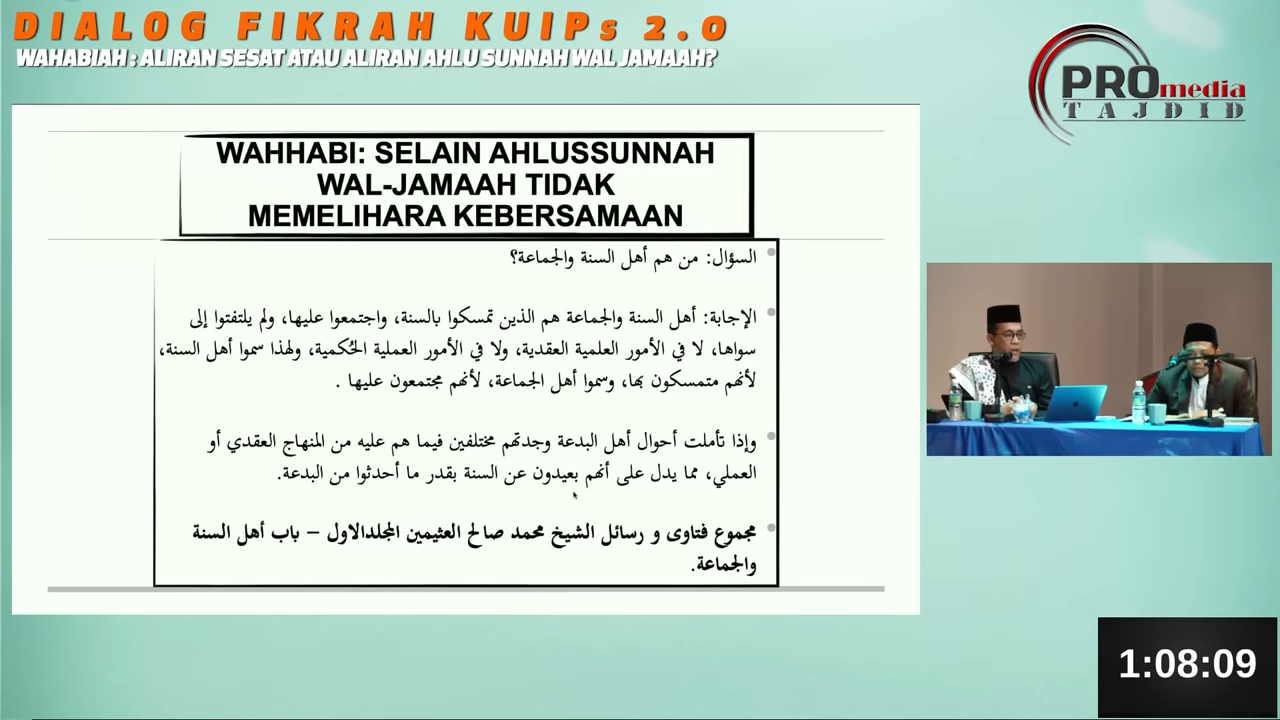 DIALOG FIKRAH KUIPs 2.0
WAHABIAH : ALIRAN SESAT ATAU ALIRAN AHLU SUNNAH WAL JAMAAH?
PROmedia
TAJDID
WAHHABI: SELAIN AHLUSSUNNAH
WAL-JAMAAH TIDAK
MEMELIHARA KEBERSAMAAN
السؤال: من هم أهل السنة والجماعة؟
الإجابة: أهل السنة والجماعة هم الذين تمسكوا بالسنة، واجتمعوا عليها، ولم يلتفتوا إلى
سواها، لا في الأمور العلمية العقدية، ولا في الأمور العملية الحُكمية، ولهذا سموا أهل السنة،
لأنهم متمسكون بها، وسموا أهل الجماعة، لأنهم مجتمعون عليها .
وإذا تأملت أحوال أهل البدعة وجدتهم مختلفين فيما هم عليه من المنهاج العقدي أو
العملي، مما يدل على أنهم بعيدون عن السنة بقدر ما أحدثوا من البدعة.
مجموع فتاوى و رسائل الشيخ محمد صالح العثيمين المجلدالاول – باب أهل السنة
والجماعة.
1:08:09